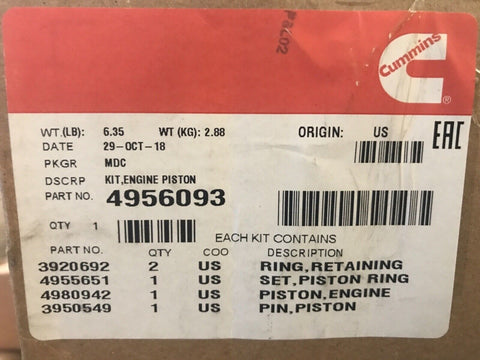 Pac02
Cummins
®
WT.(LB): 6.35 WT (KG): 2.88 ORIGIN: US
DATE 29-OCT-18
PKGR MDC
EAC
DSCRP KIT,ENGINE PISTON
PART NO. 4956093
QTY 1
EACH KIT CONTAINS
PART NO. QTY COO DESCRIPTION
3920692 2 US RING,RETAINING
4955651 1 US SET,PISTON RING
4980942 1 US PISTON,ENGINE
3950549 1 US PIN,PISTON